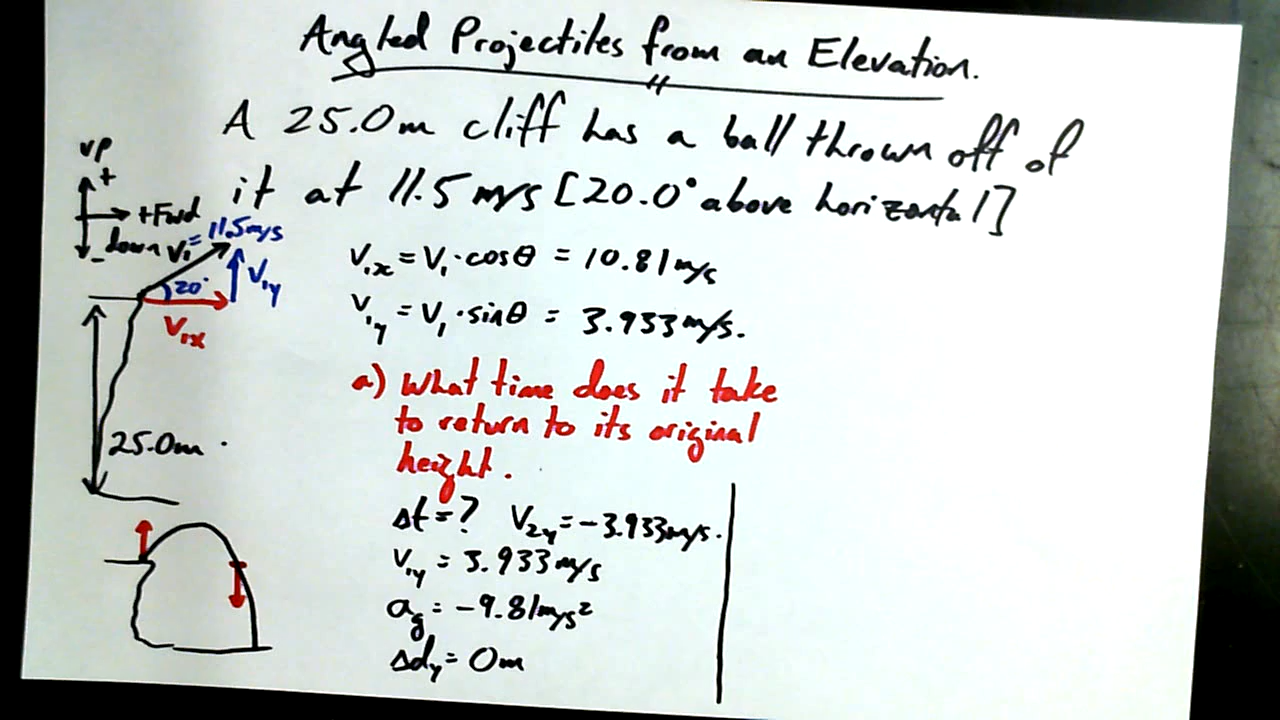 Angled Projectiles from an Elevation.
A 25.0m cliff has a ball thrown off of
it at 11.5 m/s [20.0° above horizontal]
up
+
+Fwd
- down
V₁ = 11.5m/s
20°
V₁y
V₁x
25.0m
V₁x = V₁ · cosθ = 10.81 m/s
V₁y = V₁ · sinθ = 3.933 m/s.
a) What time does it take
to return to its original
height.
Δt = ? V₂y = -3.933 m/s.
V₁y = 3.933 m/s
ag = -9.81 m/s²
Δdy = 0m